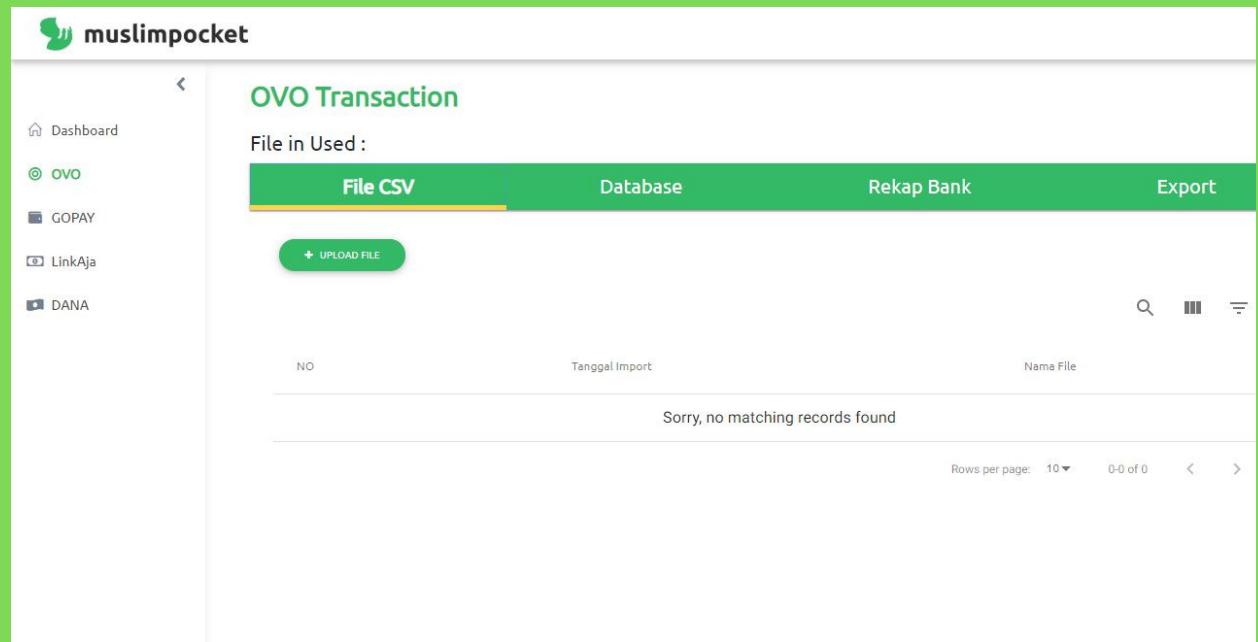 muslimpocket
Dashboard
OVO
GOPAY
LinkAja
DANA
OVO Transaction
File in Used :
File CSV Database Rekap Bank Export
+ UPLOAD FILE
NO Tanggal Import Nama File
Sorry, no matching records found
Rows per page: 10 0-0 of 0